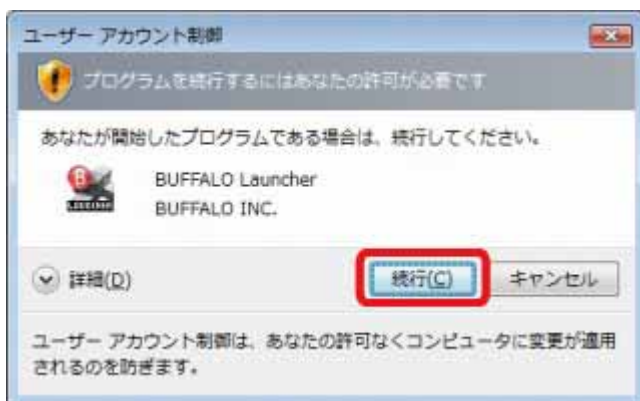 ユーザー アカウント制御
プログラムを続行するにはあなたの許可が必要です
あなたが開始したプログラムである場合は、続行してください。
BUFFALO Launcher
BUFFALO INC.
詳細(D)
続行(C)
キャンセル
ユーザー アカウント制御は、あなたの許可なくコンピュータに変更が適用
されるのを防ぎます。